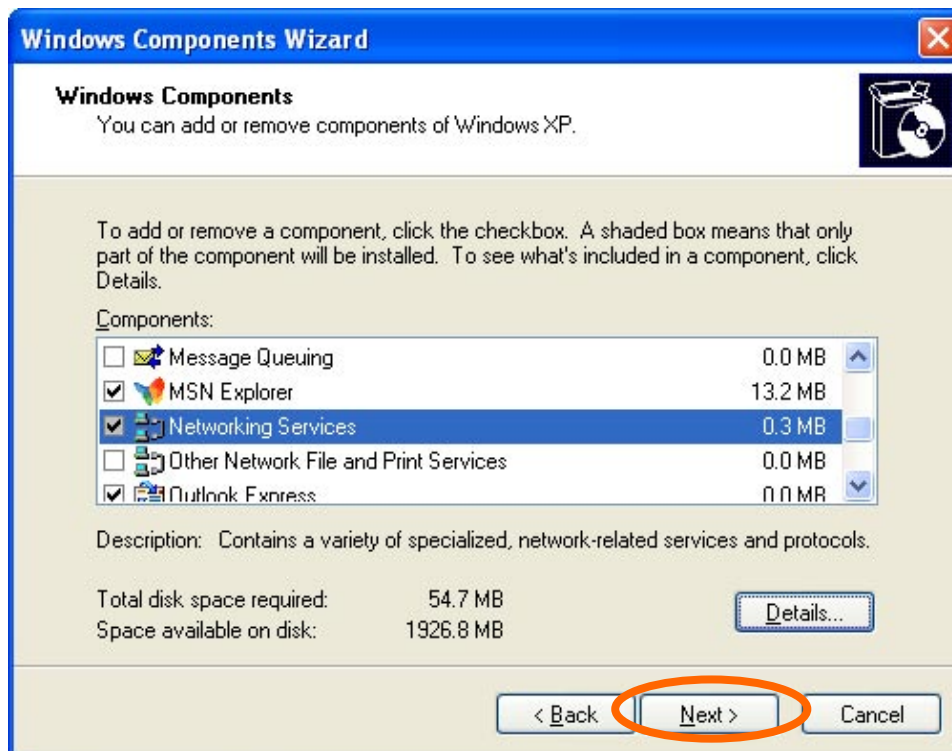 Windows Components Wizard
Windows Components
You can add or remove components of Windows XP.
To add or remove a component, click the checkbox. A shaded box means that only
part of the component will be installed. To see what's included in a component, click
Details.
Components:
Message Queuing 0.0 MB
MSN Explorer 13.2 MB
Networking Services 0.3 MB
Other Network File and Print Services 0.0 MB
Outlook Express 0.0 MB
Description: Contains a variety of specialized, network-related services and protocols.
Total disk space required: 54.7 MB
Space available on disk: 1926.8 MB
Details...
< Back Next > Cancel